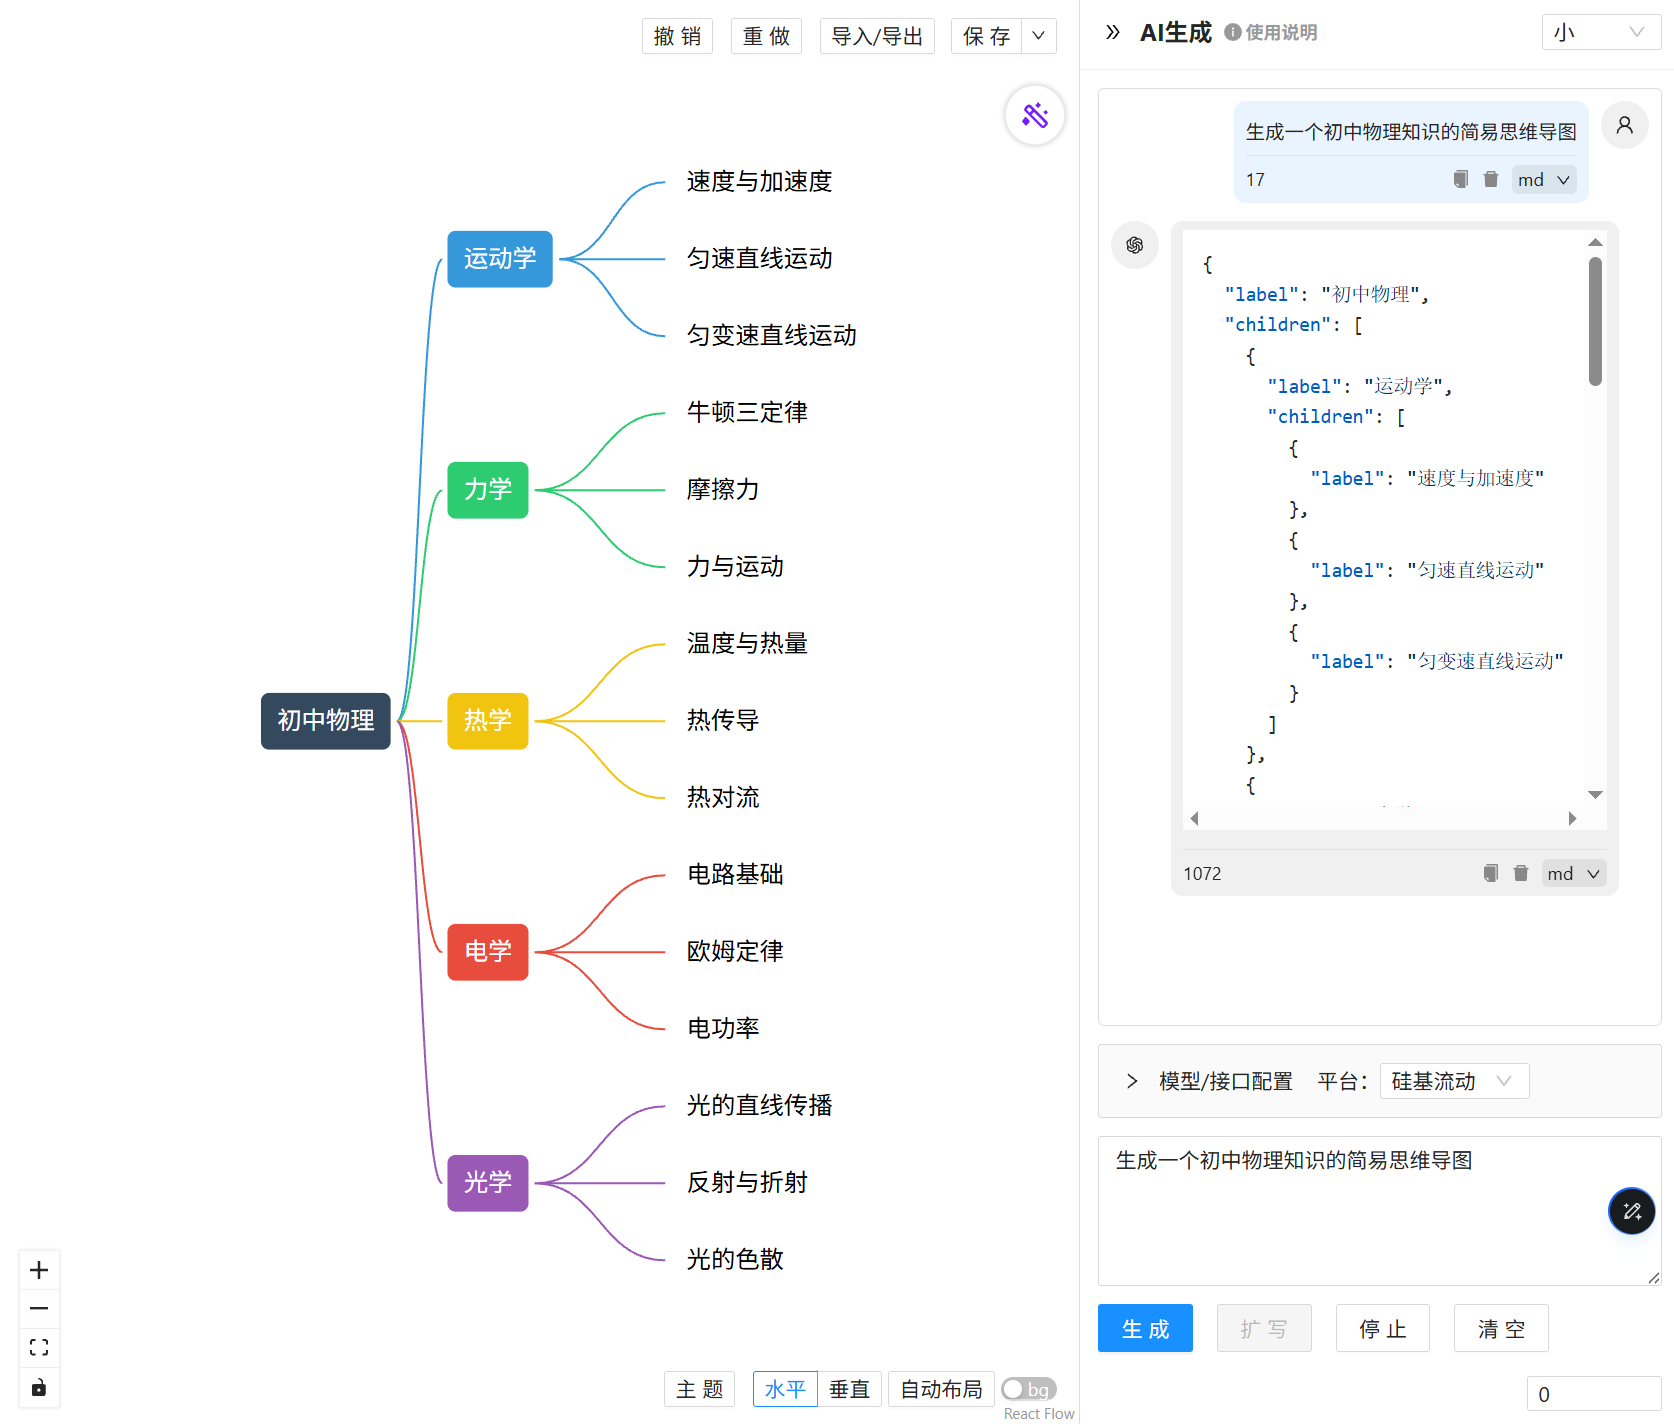 撤 销
重 做
导入/导出
保 存
初中物理
运动学
速度与加速度
匀速直线运动
匀变速直线运动
力学
牛顿三定律
摩擦力
力与运动
热学
温度与热量
热传导
热对流
电学
电路基础
欧姆定律
电功率
光学
光的直线传播
反射与折射
光的色散
主 题
水平
垂直
自动布局
bg
React Flow
AI生成
使用说明
小
生成一个初中物理知识的简易思维导图
17
md
{
"label": "初中物理",
"children": [
{
"label": "运动学",
"children": [
{
"label": "速度与加速度"
},
{
"label": "匀速直线运动"
},
{
"label": "匀变速直线运动"
}
]
},
{
1072
md
模型/接口配置
平台：
硅基流动
生成一个初中物理知识的简易思维导图
生 成
扩 写
停 止
清 空
0